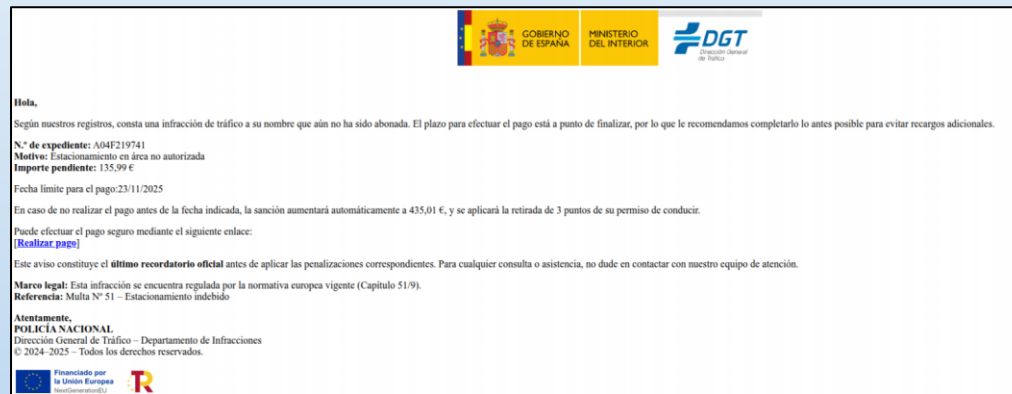 GOBIERNO
DE ESPAÑA
MINISTERIO
DEL INTERIOR
DGT
Dirección General
de Tráfico
Hola,
Según nuestros registros, consta una infracción de tráfico a su nombre que aún no ha sido abonada. El plazo para efectuar el pago está a punto de finalizar, por lo que le recomendamos completarlo lo antes posible para evitar recargos adicionales.
N.º de expediente: A04F219741
Motivo: Estacionamiento en área no autorizada
Importe pendiente: 135,99 €
Fecha límite para el pago:23/11/2025
En caso de no realizar el pago antes de la fecha indicada, la sanción aumentará automáticamente a 435,01 €, y se aplicará la retirada de 3 puntos de su permiso de conducir.
Puede efectuar el pago seguro mediante el siguiente enlace:
[Realizar pago]
Este aviso constituye el último recordatorio oficial antes de aplicar las penalizaciones correspondientes. Para cualquier consulta o asistencia, no dude en contactar con nuestro equipo de atención.
Marco legal: Esta infracción se encuentra regulada por la normativa europea vigente (Capítulo 51/9).
Referencia: Multa Nº 51 – Estacionamiento indebido
Atentamente,
POLICÍA NACIONAL
Dirección General de Tráfico – Departamento de Infracciones
© 2024–2025 – Todos los derechos reservados.
Financiado por
la Unión Europea
NextGenerationEU